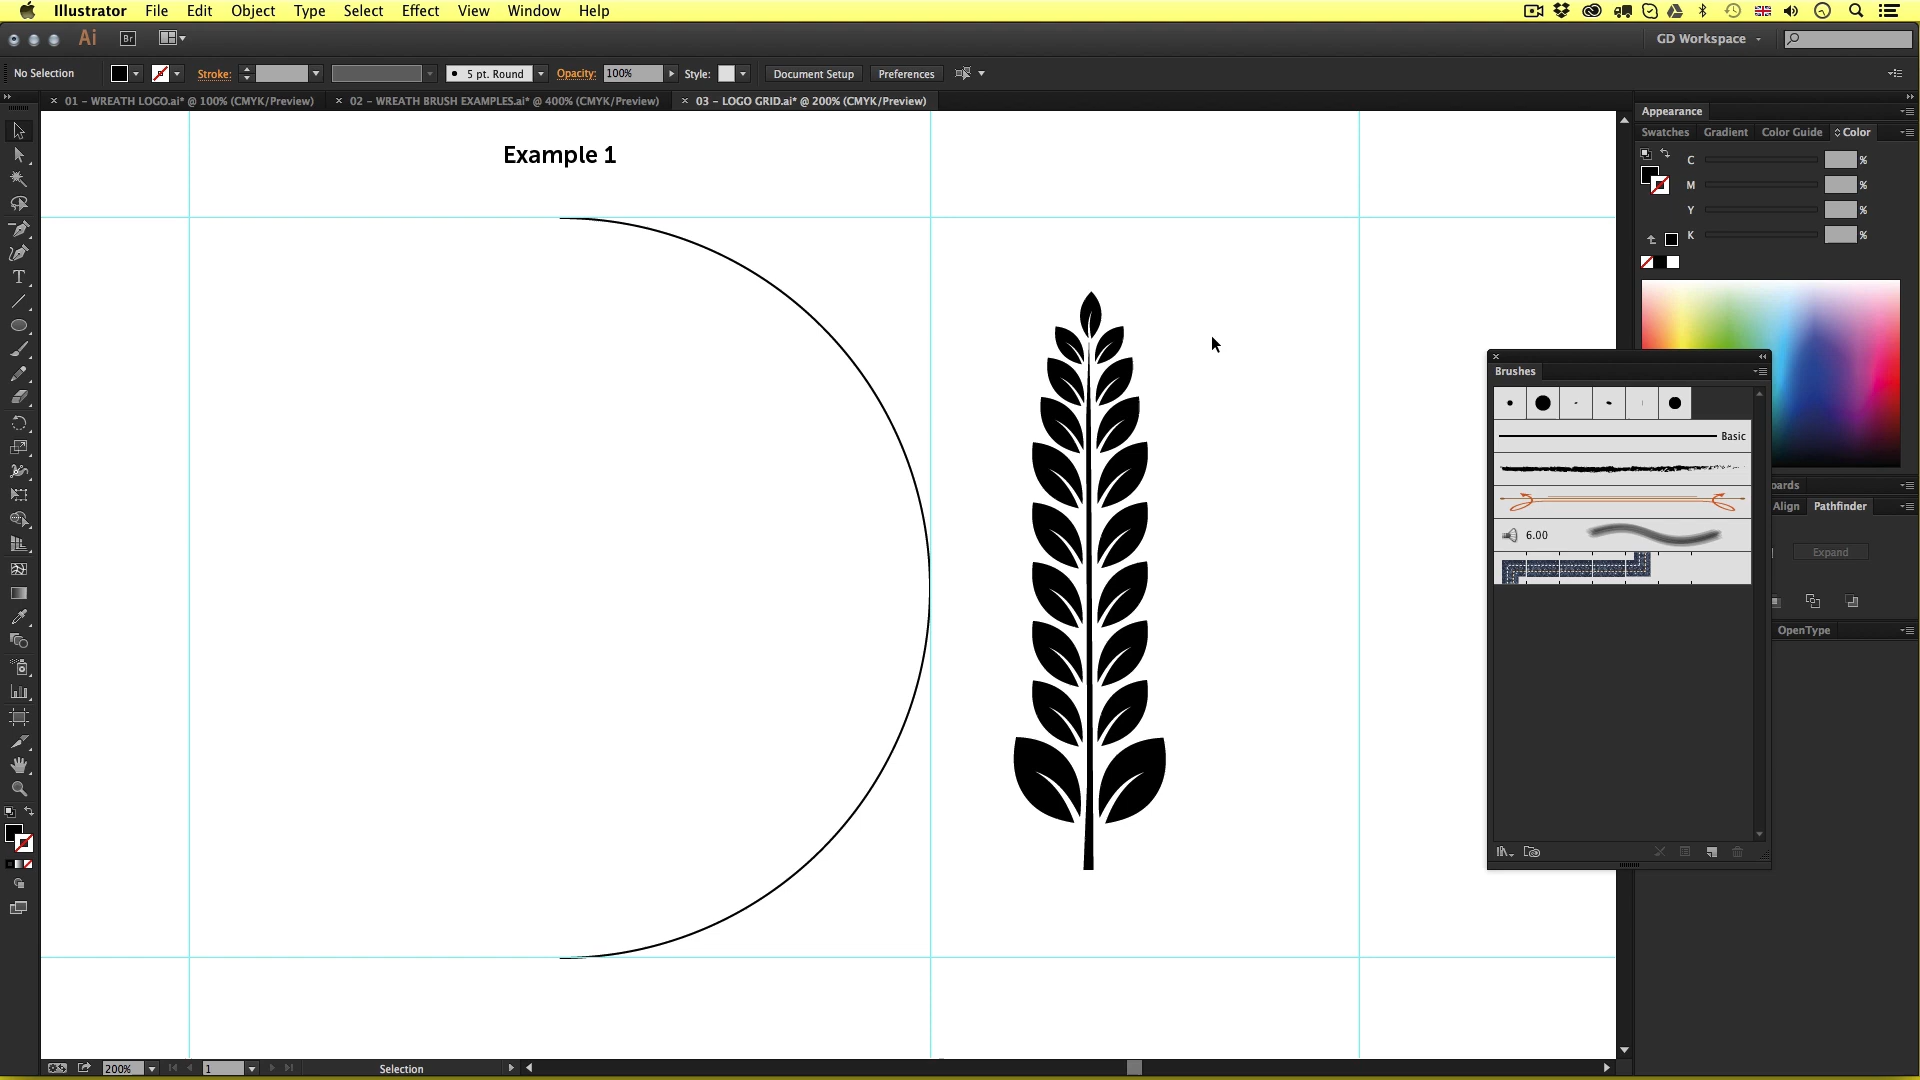 Illustrator File Edit Object Type Select Effect View Window Help
Ai Br GD Workspace
No Selection Stroke: 5 pt. Round Opacity: 100% Style: Document Setup Preferences
01 – WREATH LOGO.ai* @ 100% (CMYK/Preview) 02 – WREATH BRUSH EXAMPLES.ai* @ 400% (CMYK/Preview) 03 – LOGO GRID.ai* @ 200% (CMYK/Preview)
Appearance
Swatches Gradient Color Guide Color
Example 1
C %
M %
Y %
K %
Brushes
Basic
6.00
oards
Align Pathfinder
Expand
OpenType
200% 1 Selection